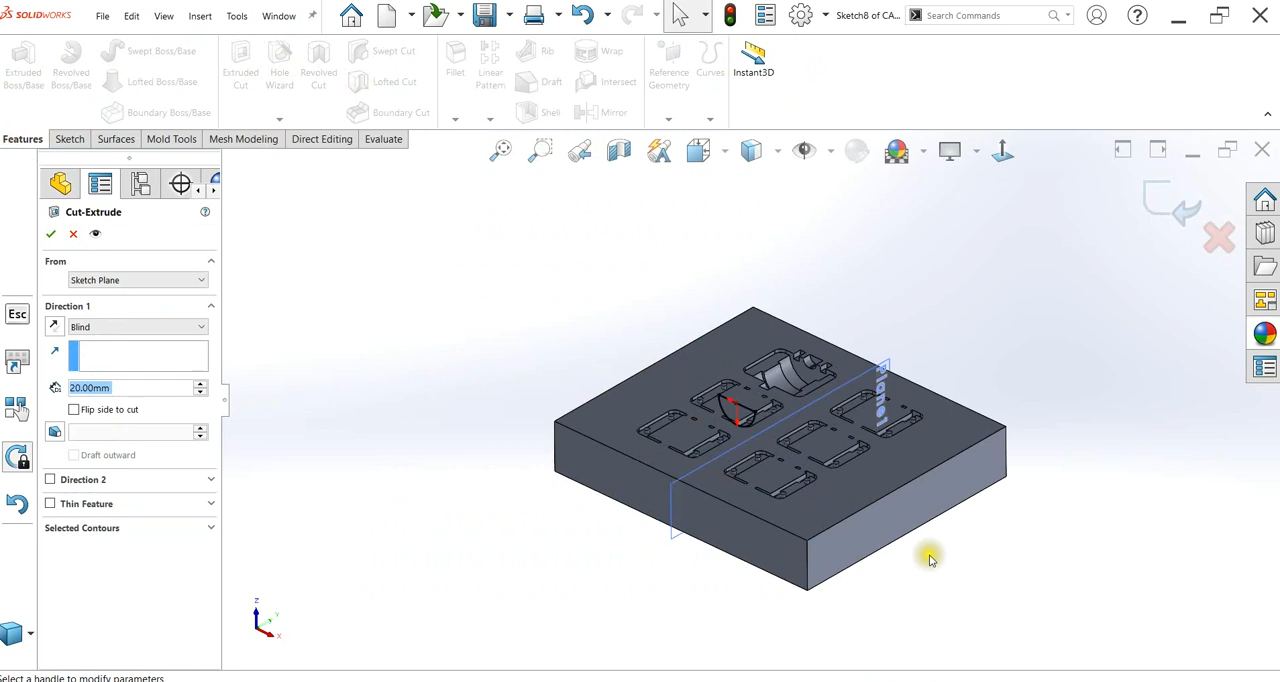 SOLIDWORKS File Edit View Insert Tools Window Sketch8 of CA... Search Commands
Extruded Boss/Base
Revolved Boss/Base
Swept Boss/Base
Lofted Boss/Base
Boundary Boss/Base
Extruded Cut
Hole Wizard
Revolved Cut
Swept Cut
Lofted Cut
Boundary Cut
Fillet
Linear Pattern
Rib
Draft
Shell
Wrap
Intersect
Mirror
Reference Geometry
Curves
Instant3D
Features Sketch Surfaces Mold Tools Mesh Modeling Direct Editing Evaluate
Cut-Extrude
From
Sketch Plane
Direction 1
Blind
20.00mm
Flip side to cut
Draft outward
Direction 2
Thin Feature
Selected Contours
Esc
Plane1
Z
Y
X
Select a handle to modify parameters